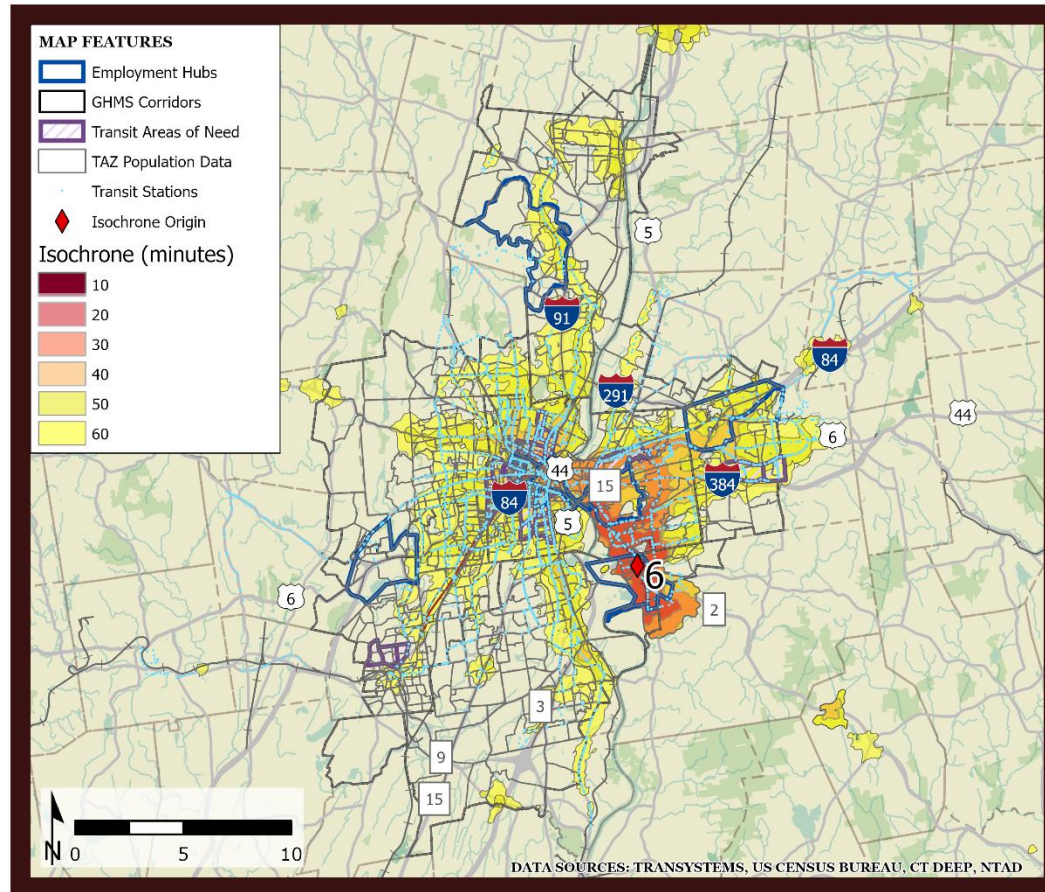 MAP FEATURES
Employment Hubs
GHMS Corridors
Transit Areas of Need
TAZ Population Data
Transit Stations
Isochrone Origin
Isochrone (minutes)
10
20
30
40
50
60
5
91
84
291
44
6
44
15
384
84
5
6
6
2
3
9
15
N
0 5 10
DATA SOURCES: TRANSYSTEMS, US CENSUS BUREAU, CT DEEP, NTAD